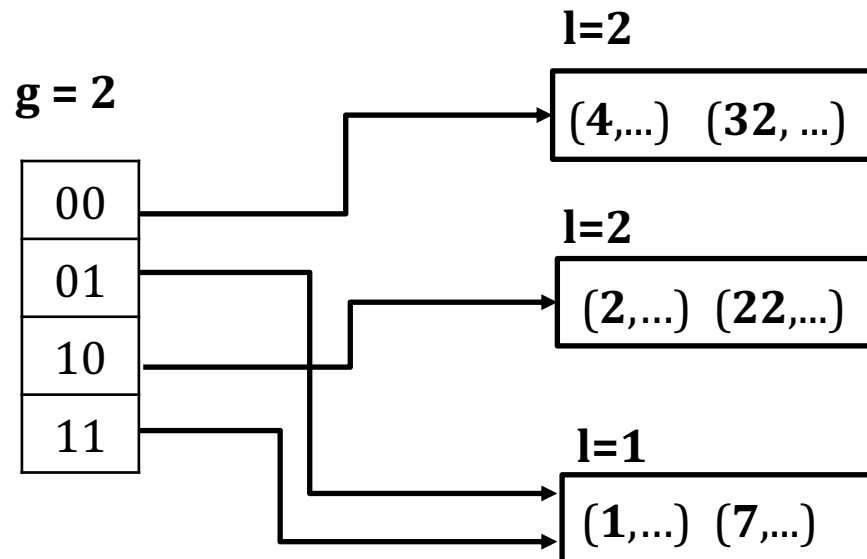 l=2
g = 2
(4,...) (32, ...)
00
l=2
01
(2,...) (22,...)
10
11
l=1
(1,...) (7,...)